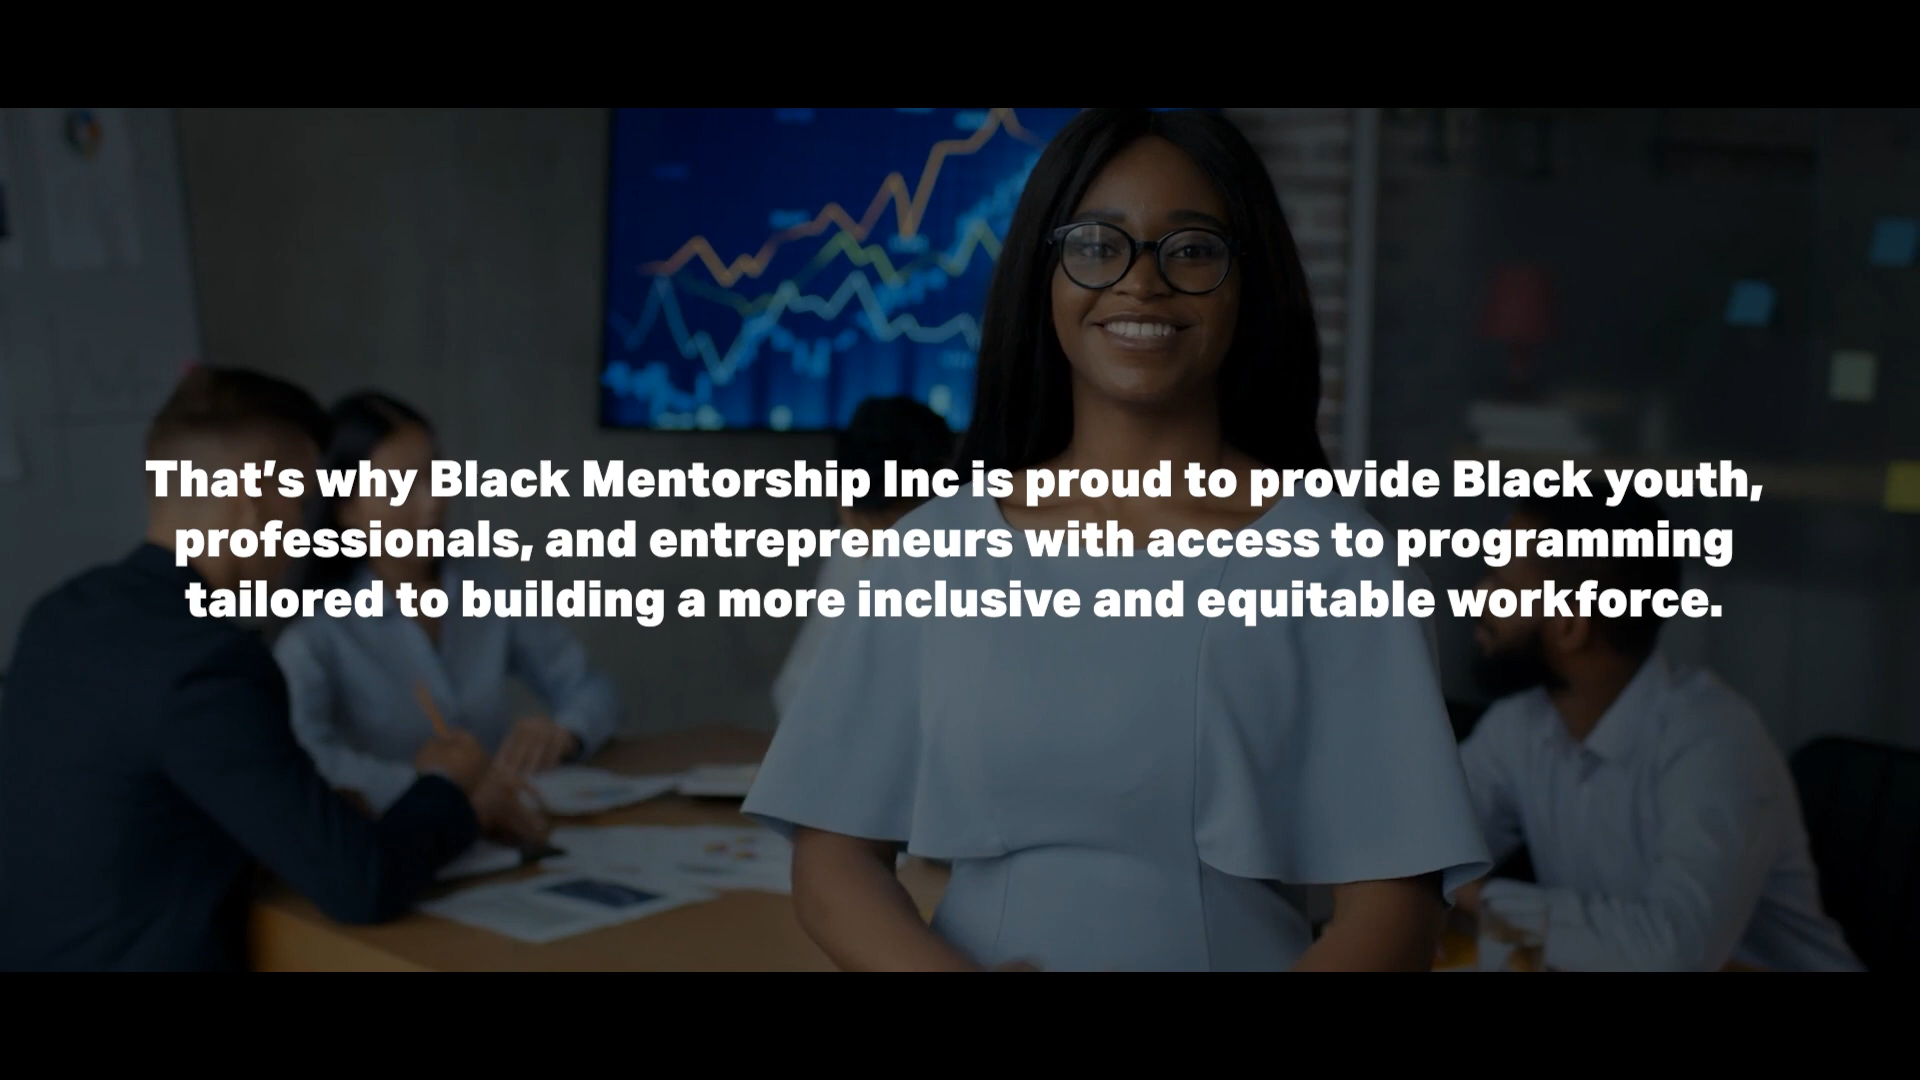 That's why Black Mentorship Inc is proud to provide Black youth,
professionals, and entrepreneurs with access to programming
tailored to building a more inclusive and equitable workforce.